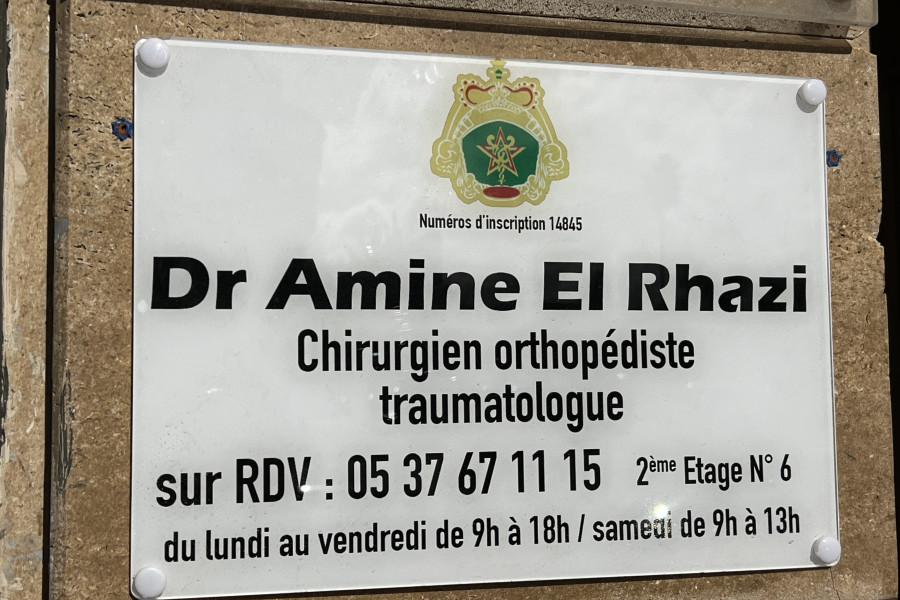 Numéros d'inscription 14845
Dr Amine El Rhazi
Chirurgien orthopédiste
traumatologue
sur RDV : 05 37 67 11 15 2ème Etage N° 6
du lundi au vendredi de 9h à 18h / samedi de 9h à 13h